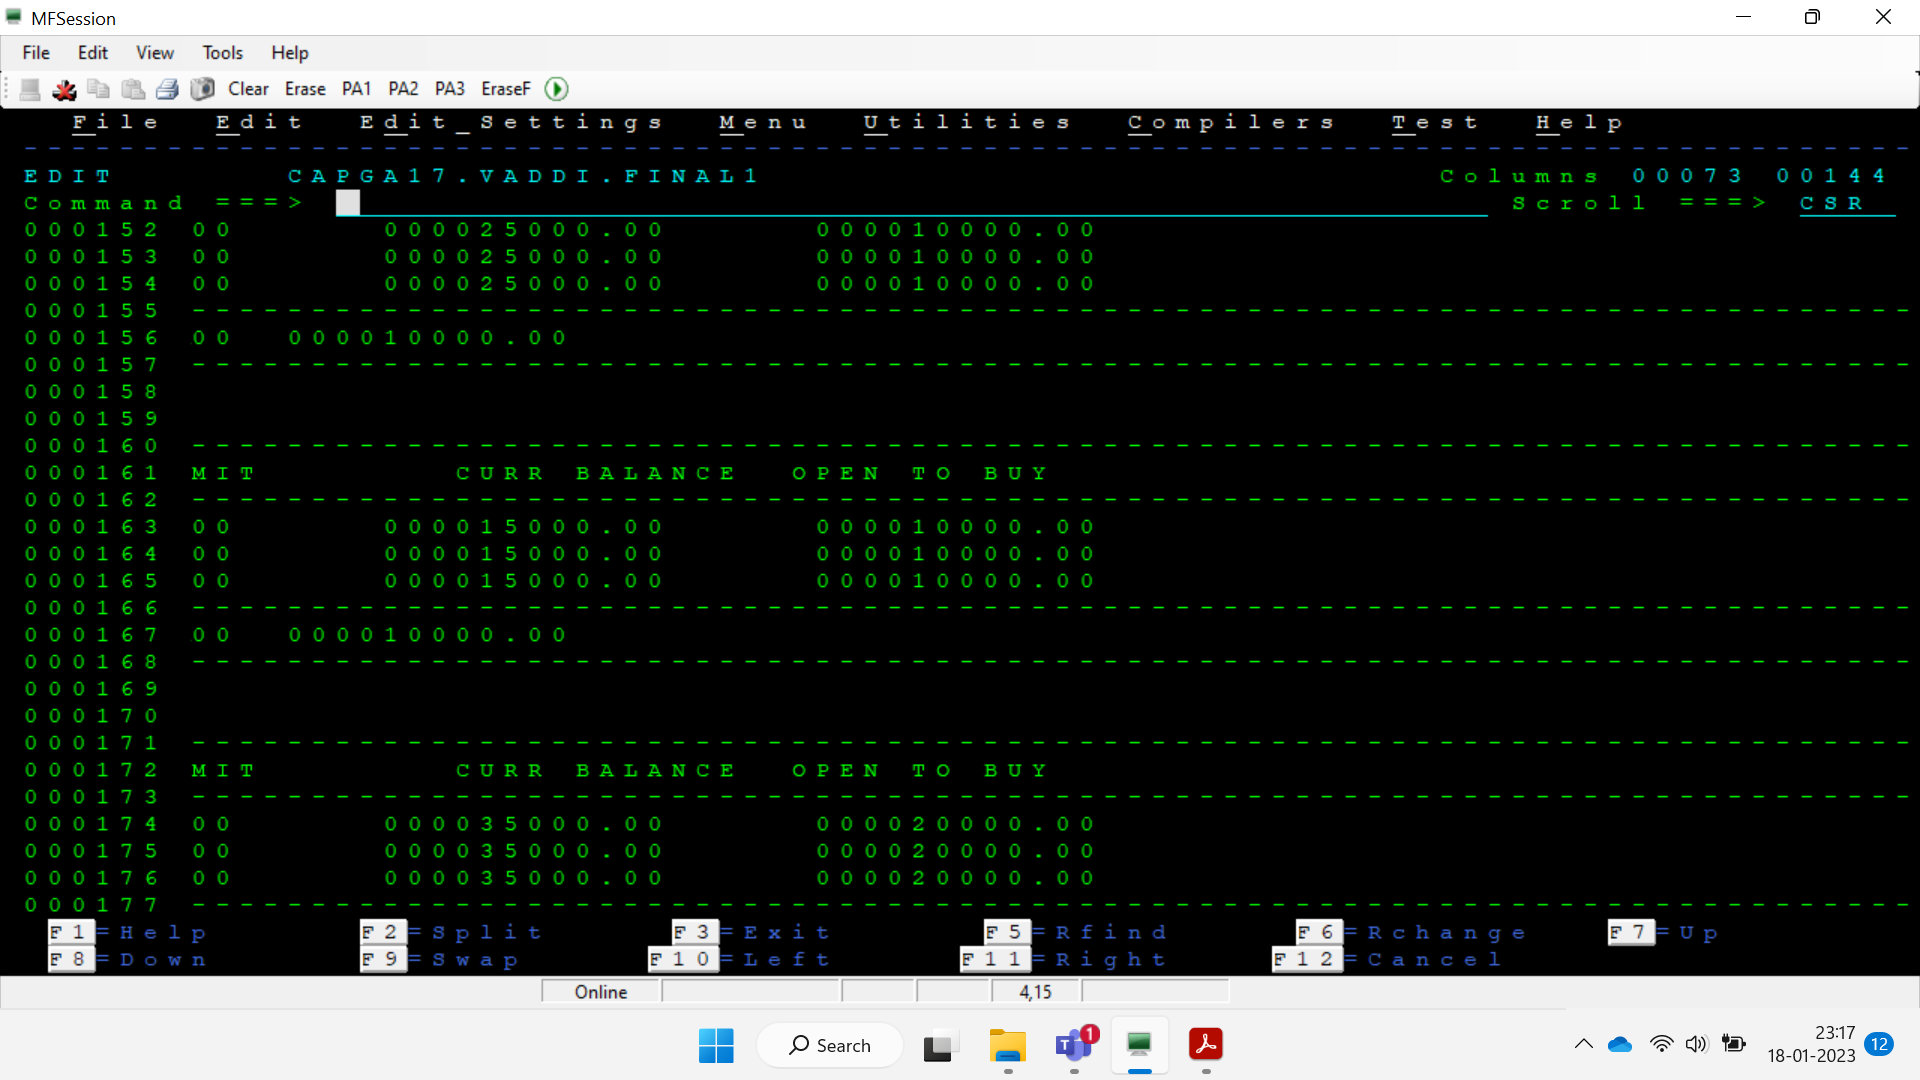 MFSession
File Edit View Tools Help
Clear Erase PA1 PA2 PA3 EraseF
File Edit Edit_Settings Menu Utilities Compilers Test Help
------------------------------------------------------------------------------
EDIT CAPGA17.VADDI.FINAL1 Columns 00073 00144
Command ===> Scroll ===> CSR
000152 00 000025000.00 000010000.00
000153 00 000025000.00 000010000.00
000154 00 000025000.00 000010000.00
000155 ------------------------------------------------------------------------
000156 00 000010000.00
000157 ------------------------------------------------------------------------
000158
000159
000160 ------------------------------------------------------------------------
000161 MIT CURR BALANCE OPEN TO BUY
000162 ------------------------------------------------------------------------
000163 00 000015000.00 000010000.00
000164 00 000015000.00 000010000.00
000165 00 000015000.00 000010000.00
000166 ------------------------------------------------------------------------
000167 00 000010000.00
000168 ------------------------------------------------------------------------
000169
000170
000171 ------------------------------------------------------------------------
000172 MIT CURR BALANCE OPEN TO BUY
000173 ------------------------------------------------------------------------
000174 00 000035000.00 000020000.00
000175 00 000035000.00 000020000.00
000176 00 000035000.00 000020000.00
000177 ------------------------------------------------------------------------
F1=Help F2=Split F3=Exit F5=Rfind F6=Rchange F7=Up
F8=Down F9=Swap F10=Left F11=Right F12=Cancel
Online 4,15
Search T 1 23:17 12
18-01-2023